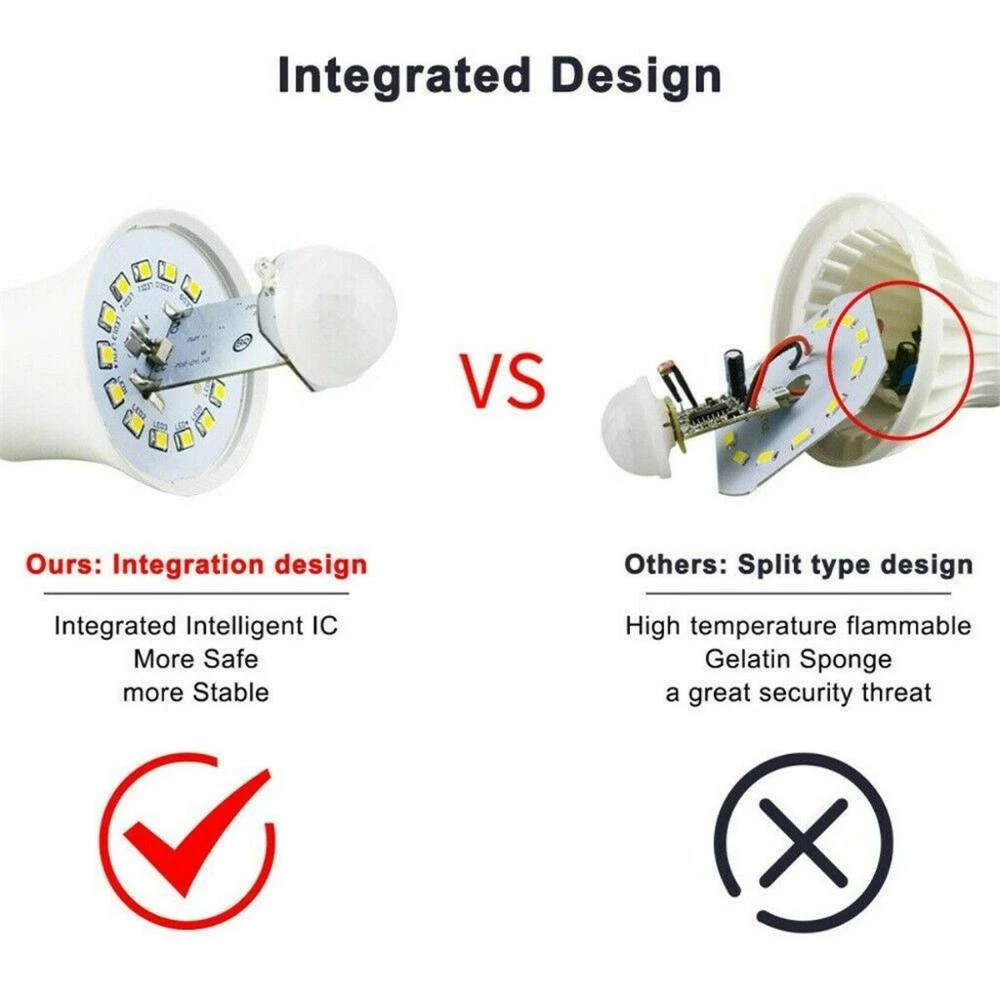 Integrated Design
VS
Ours: Integration design
Integrated Intelligent IC
More Safe
more Stable
Others: Split type design
High temperature flammable
Gelatin Sponge
a great security threat